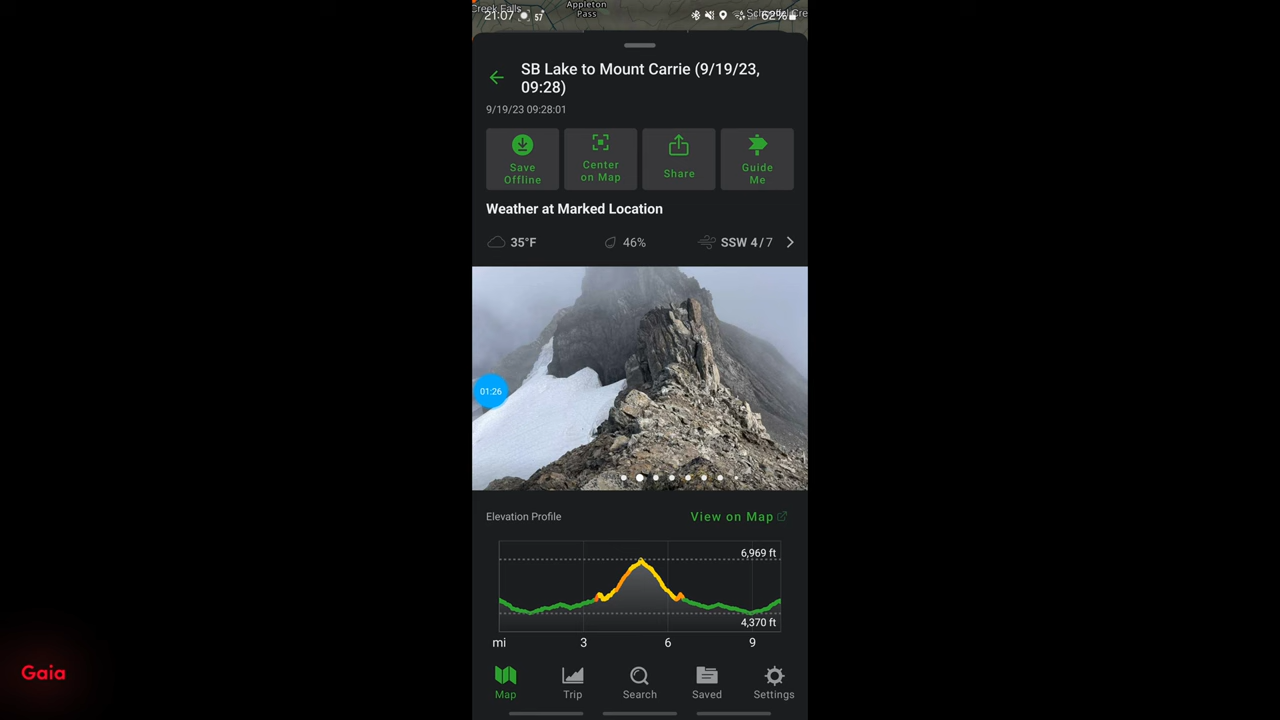 Creek Falls
Appleton
Pass
21:07
57
62%
SB Lake to Mount Carrie (9/19/23,
09:28)
9/19/23 09:28:01
Save
Offline
Center
on Map
Share
Guide
Me
Weather at Marked Location
35°F
46%
SSW 4/7
01:26
Elevation Profile
View on Map
6,969 ft
4,370 ft
mi
3
6
9
Gaia
Map
Trip
Search
Saved
Settings